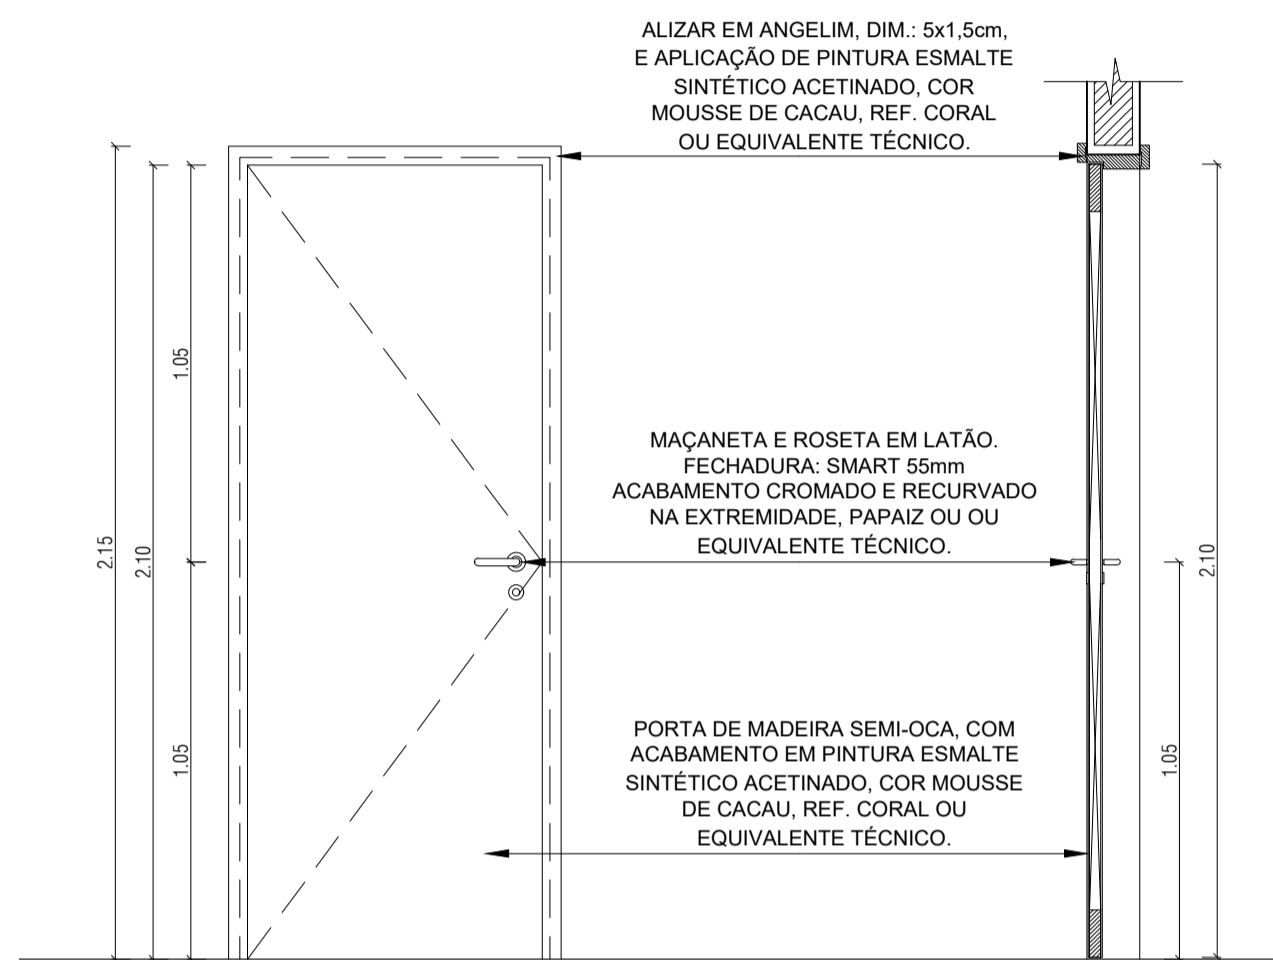 ALIZAR EM ANGELIM, DIM.: 5x1,5cm,
E APLICAÇÃO DE PINTURA ESMALTE
SINTÉTICO ACETINADO, COR
MOUSSE DE CACAU, REF. CORAL
OU EQUIVALENTE TÉCNICO.
1.05
2.15
2.10
1.05
MAÇANETA E ROSETA EM LATÃO.
FECHADURA: SMART 55mm
ACABAMENTO CROMADO E RECURVADO
NA EXTREMIDADE, PAPAIZ OU OU
EQUIVALENTE TÉCNICO.
PORTA DE MADEIRA SEMI-OCA, COM
ACABAMENTO EM PINTURA ESMALTE
SINTÉTICO ACETINADO, COR MOUSSE
DE CACAU, REF. CORAL OU
EQUIVALENTE TÉCNICO.
2.10
1.05